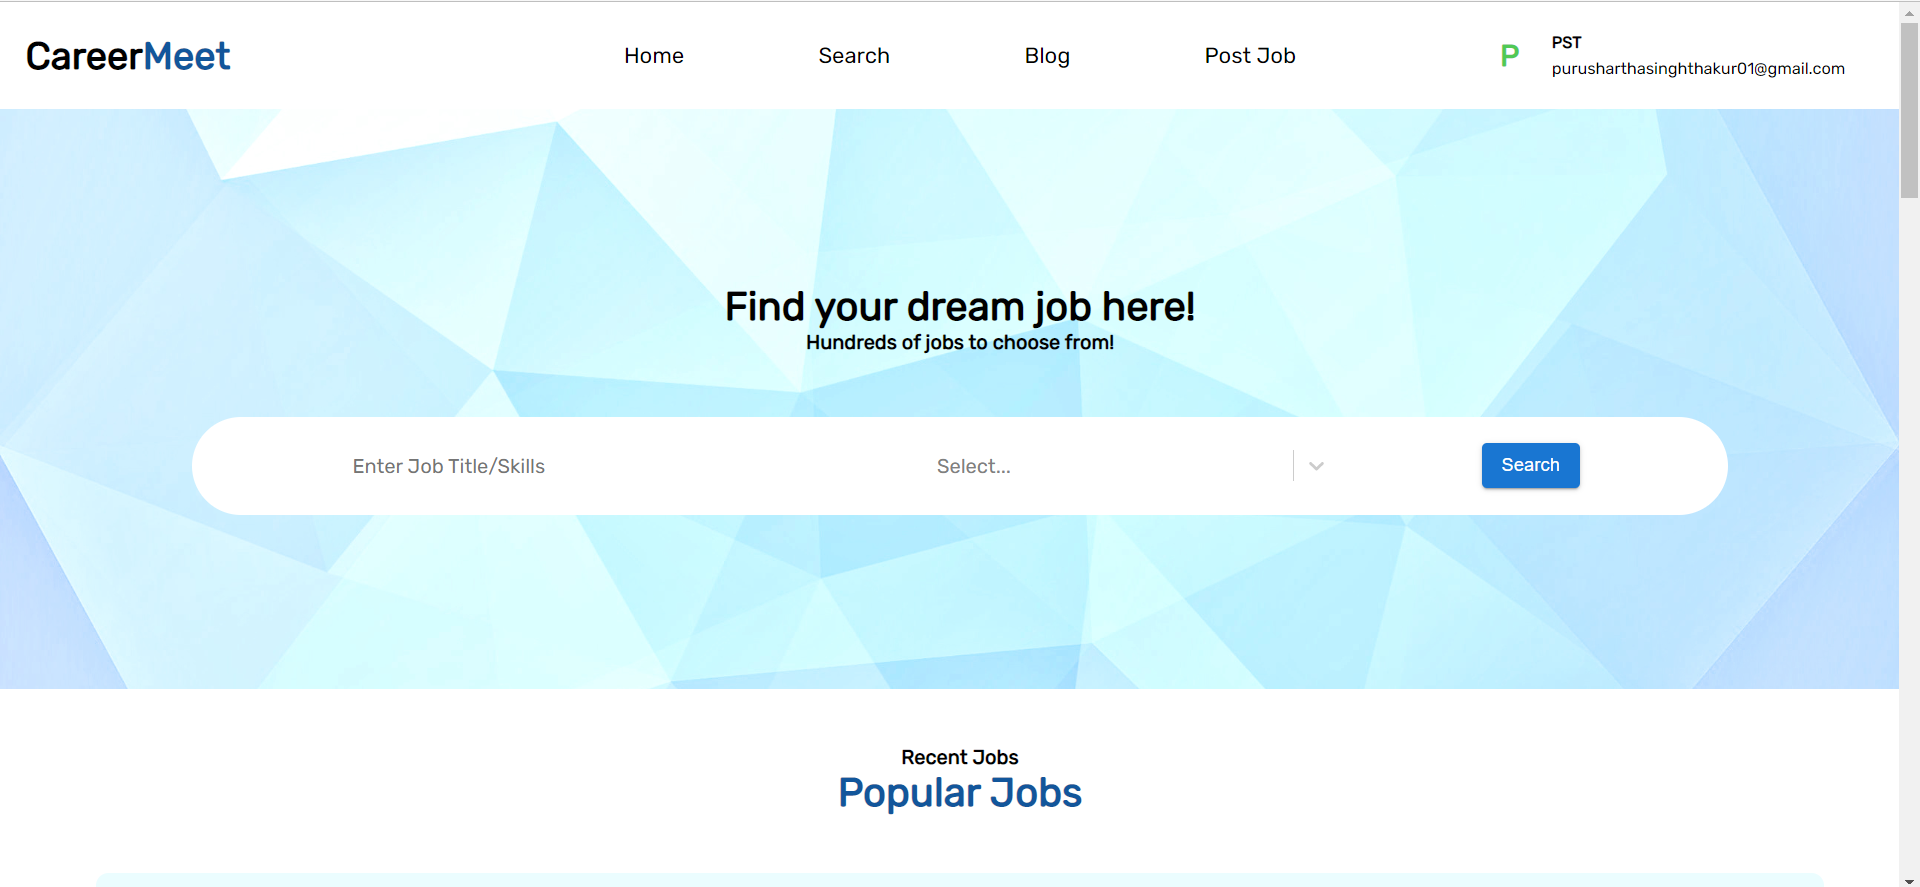 CareerMeet
Home
Search
Blog
Post Job
P
PST
purusharthasinghthakur01@gmail.com
Find your dream job here!
Hundreds of jobs to choose from!
Enter Job Title/Skills
Select...
Search
Recent Jobs
Popular Jobs